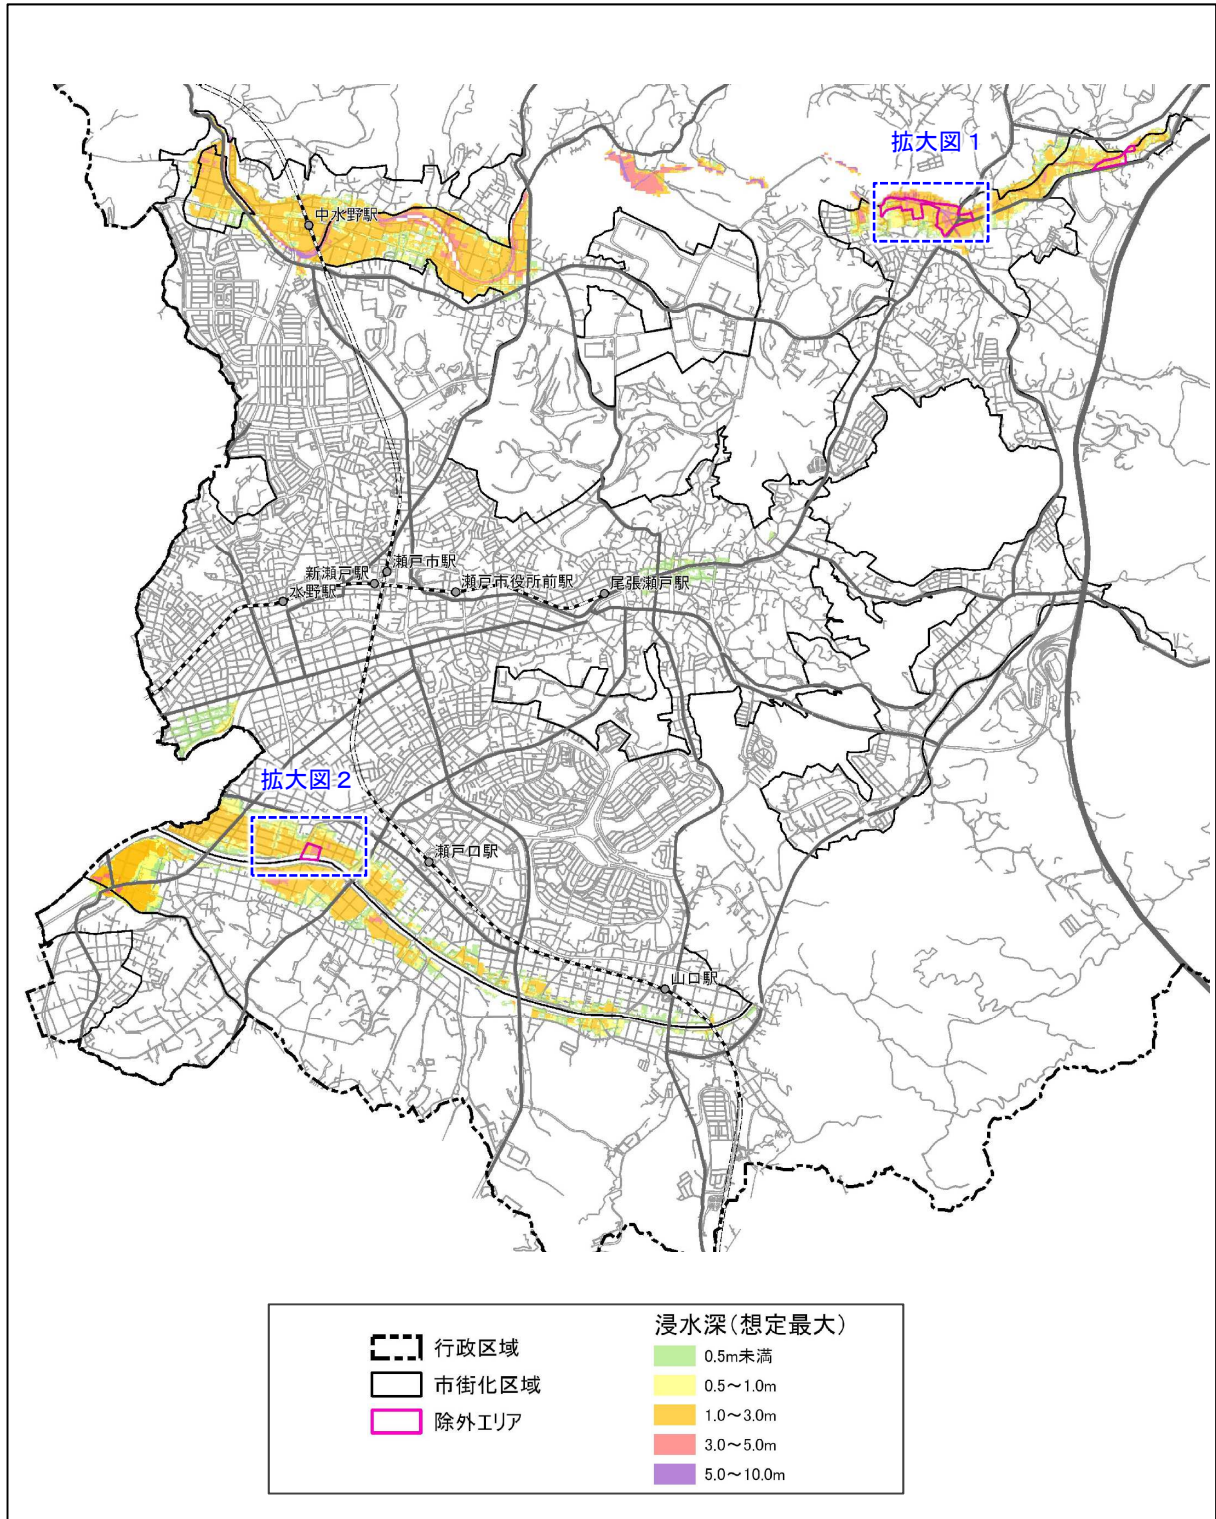 拡大図1
中水野駅
瀬戸市駅
新瀬戸駅
水野駅
瀬戸市役所前駅
尾張瀬戸駅
拡大図2
瀬戸口駅
山口駅
行政区域
市街化区域
除外エリア
浸水深(想定最大)
0.5m未満
0.5～1.0m
1.0～3.0m
3.0～5.0m
5.0～10.0m